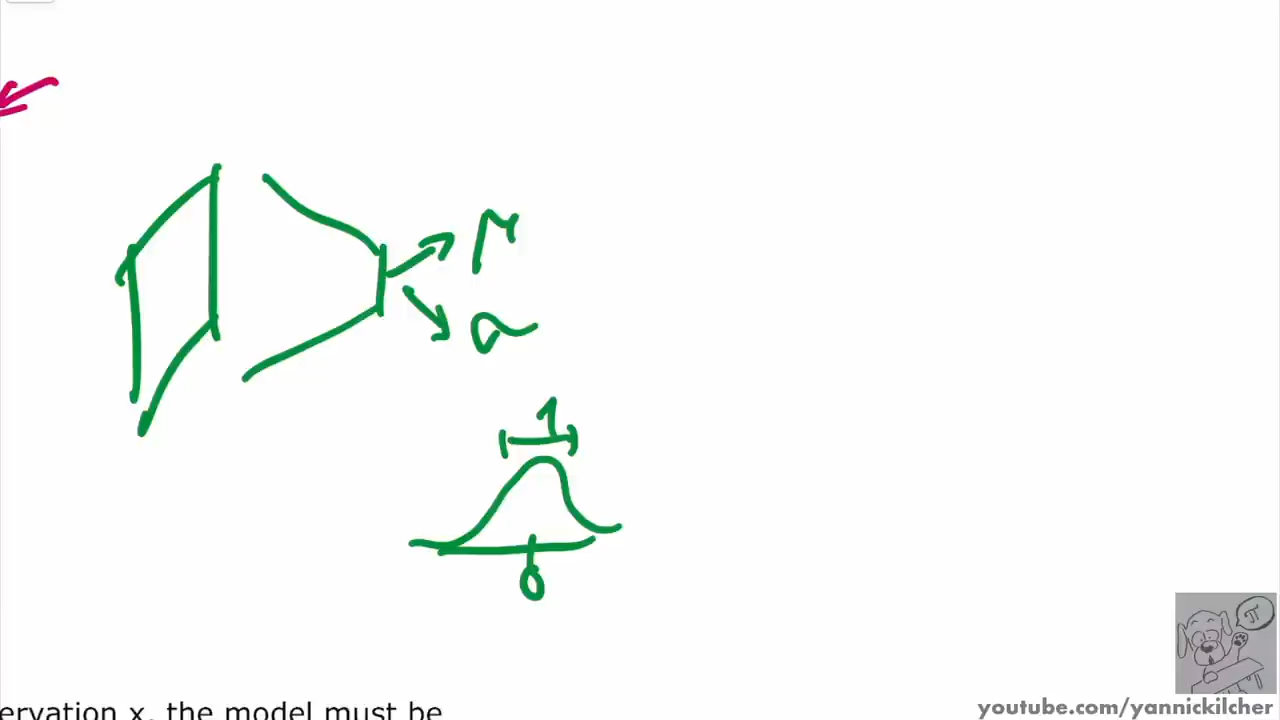 μ
σ
1
0
π
ervation x, the model must be
youtube.com/yannickilcher